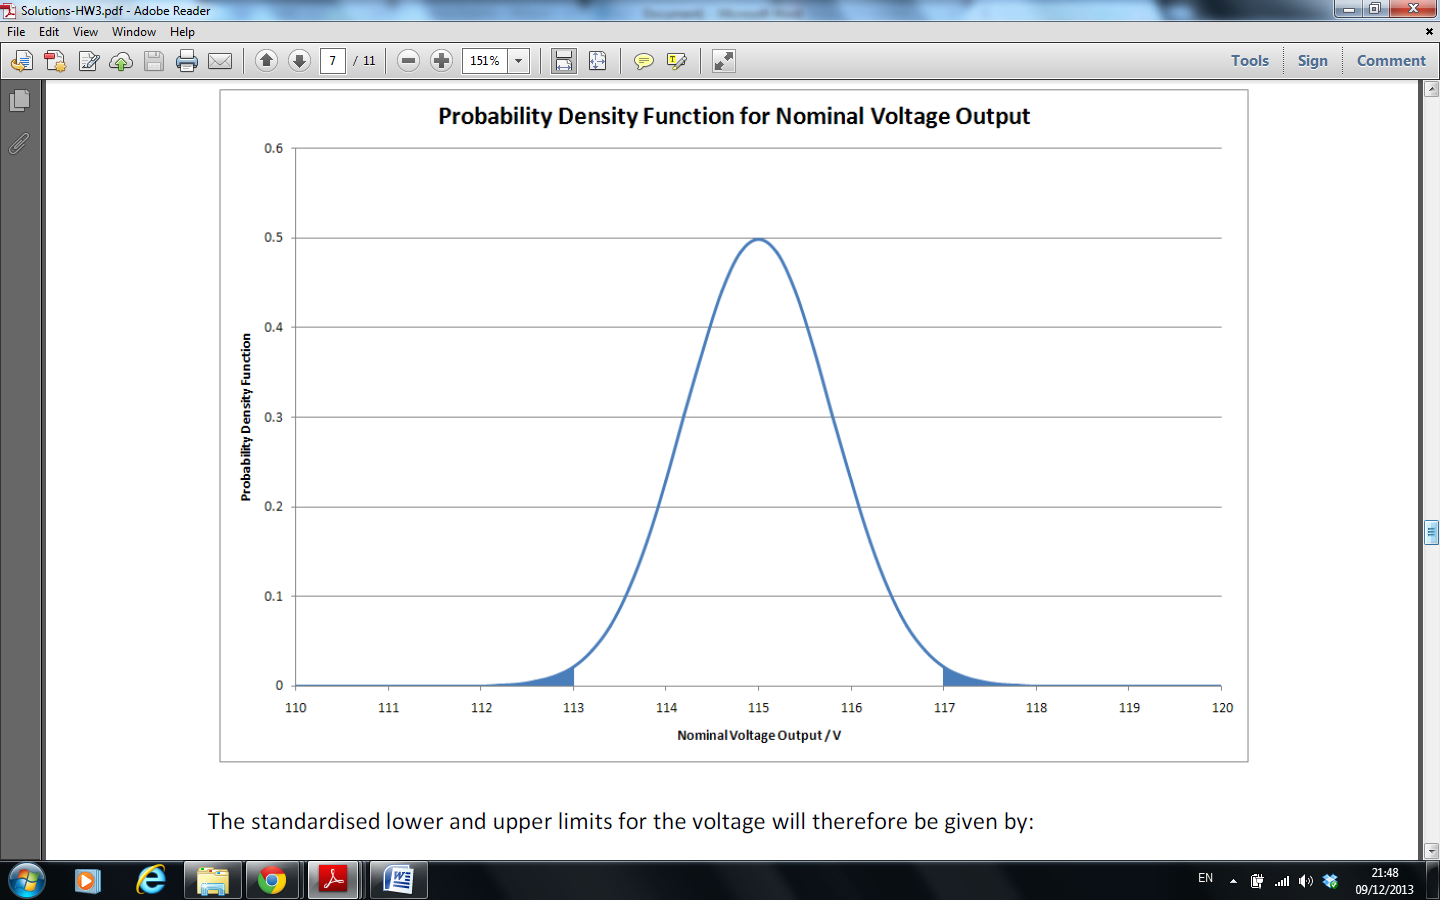 Solutions-HW3.pdf - Adobe Reader
File Edit View Window Help
7 / 11 151% Tools Sign Comment
Probability Density Function for Nominal Voltage Output
0.6
0.5
0.4
0.3
0.2
0.1
0
Probability Density Function
110 111 112 113 114 115 116 117 118 119 120
Nominal Voltage Output / V
The standardised lower and upper limits for the voltage will therefore be given by:
EN 21:48
09/12/2013